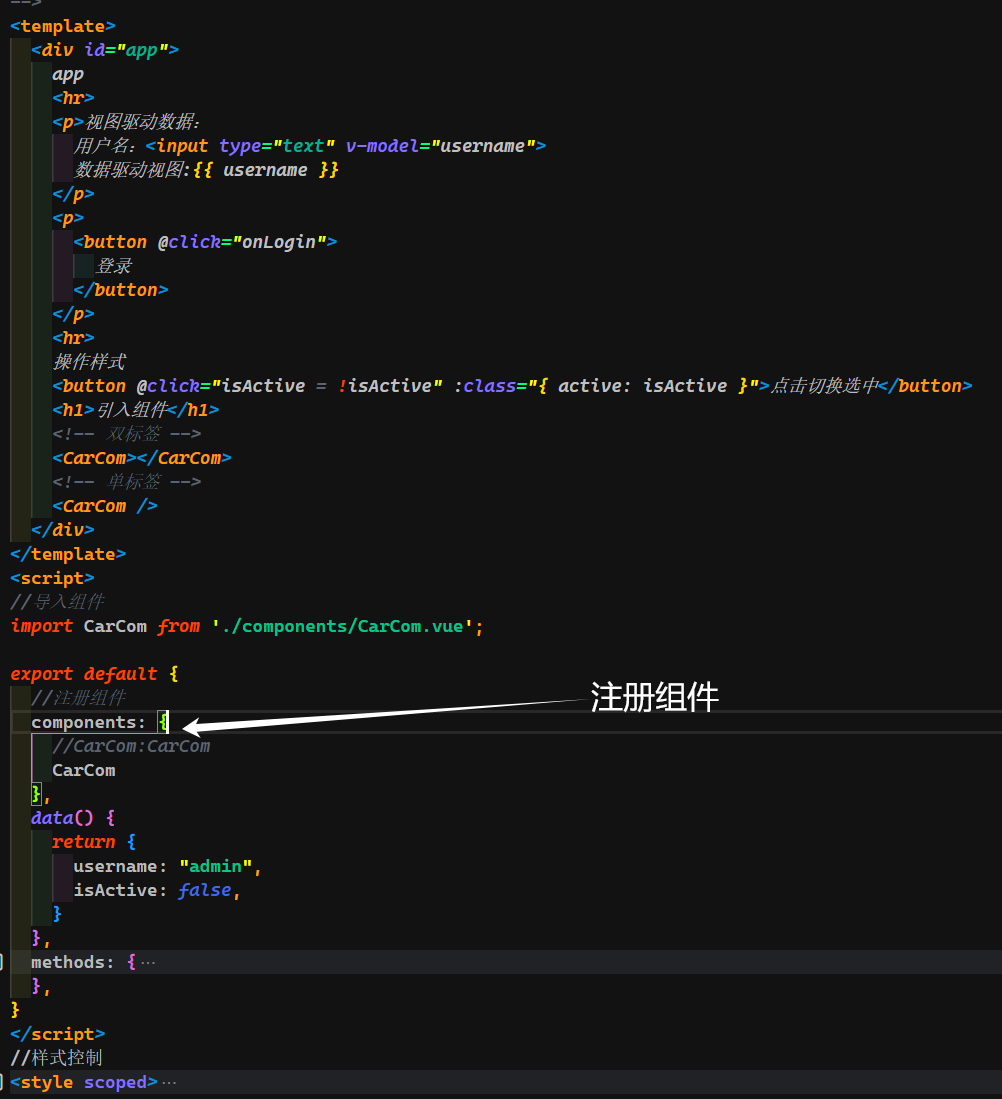 -->
<template>
<div id="app">
app
<hr>
<p>视图驱动数据:
用户名: <input type="text" v-model="username">
数据驱动视图:{{ username }}
</p>
<p>
<button @click="onLogin">
登录
</button>
</p>
<hr>
操作样式
<button @click="isActive = !isActive" :class="{ active: isActive }">点击切换选中</button>
<h1>引入组件</h1>
<!-- 双标签 -->
<CarCom></CarCom>
<!-- 单标签 -->
<CarCom />
</div>
</template>
<script>
//导入组件
import CarCom from './components/CarCom.vue';
export default {
//注册组件
注册组件
components: {
//CarCom:CarCom
CarCom
},
data() {
return {
username: "admin",
isActive: false,
}
},
methods: {···
},
}
</script>
//样式控制
<style scoped>···